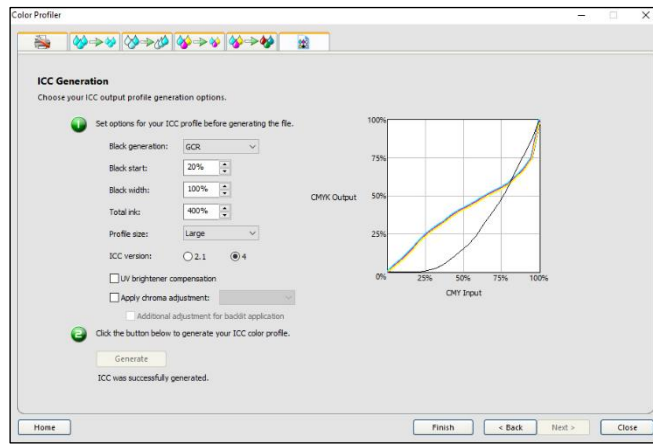 Color Profiler
ICC Generation
Choose your ICC output profile generation options.
1 Set options for your ICC profile before generating the file.
Black generation: GCR
Black start: 20%
Black width: 100%
Total ink: 400%
Profile size: Large
ICC version: 2.1 4
UV brightener compensation
Apply chroma adjustment:
Additional adjustment for backlit application
2 Click the button below to generate your ICC color profile.
Generate
ICC was successfully generated.
100%
75%
CMYK Output 50%
25%
0% 25% 50% 75% 100%
CMY Input
Home Finish < Back Next > Close